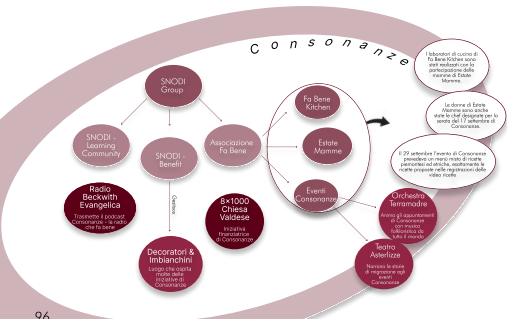 Consonanze
SNODI
Group
SNODI -
Learning
Community
SNODI -
Benefit
Associazione
Fa Bene
Fa Bene
Kitchen
Estate
Mamme
Eventi
Consonanze
I laboratori di cucina di
Fa Bene Kitchen sono
stati realizzati con la
partecipazione delle
mamme di Estate
Mamme.
Le donne di Estate
Mamme sono anche
state le chef designate per la
serata del 17 settembre di
Consonanze.
Il 29 settembre l'evento di Consonanze
prevedeva un menù misto di ricette
piemontesi ed etniche, esattamente le
ricette proposte nelle registrazioni delle
video ricette
Radio
Beckwith
Evangelica
Trasmette il podcast
Consonanze - la radio
che fa bene
8×1000
Chiesa
Valdese
Iniziativa
finanziatrice
di Consonanze
Decoratori &
Imbianchini
Luogo che ospita
molte delle
iniziative di
Consonanze
Orchestra
Terramadre
Anima gli appuntamenti
di Consonanze
con musica
folkloristica da
tutto il mondo
Teatro
Asterlizze
Narrano le storie
di migrazione agli
eventi
Consonanze
96